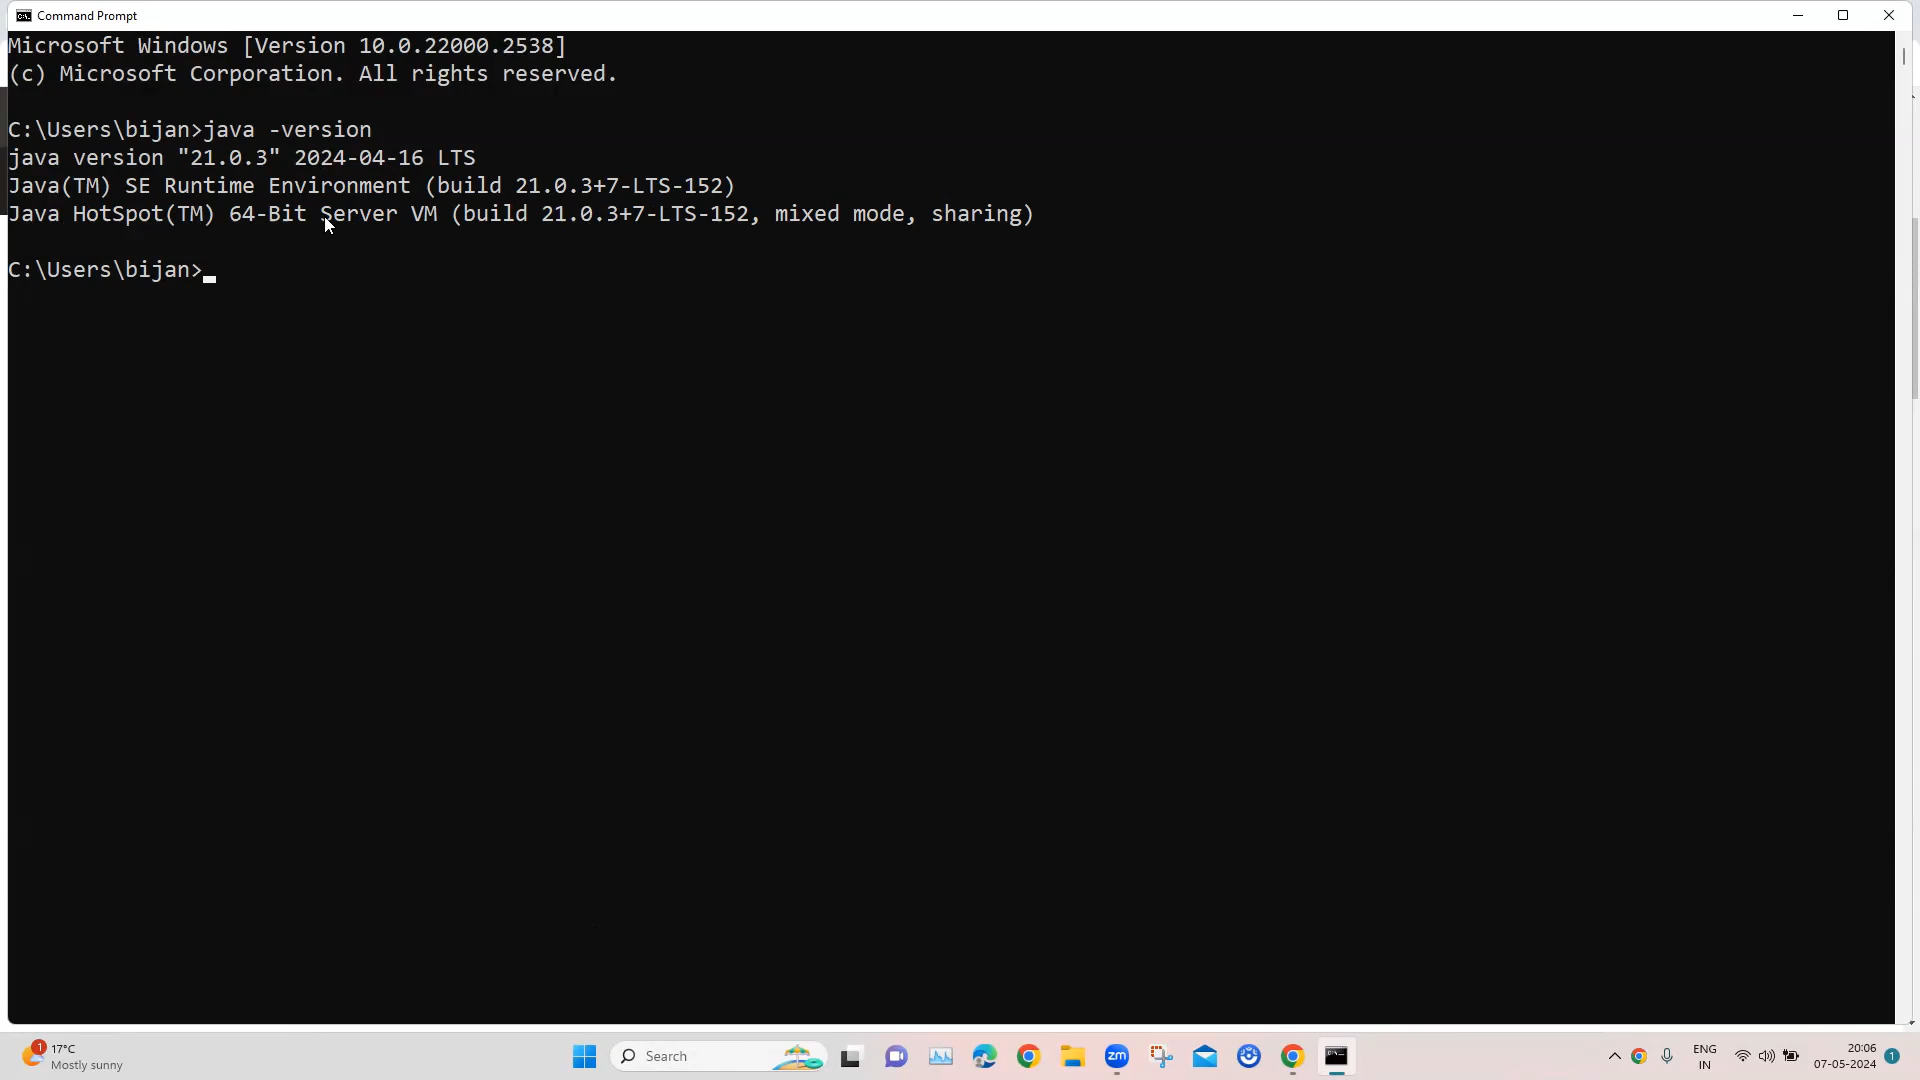 Command Prompt
Microsoft Windows [Version 10.0.22000.2538]
(c) Microsoft Corporation. All rights reserved.
C:\Users\bijan>java -version
java version "21.0.3" 2024-04-16 LTS
Java(TM) SE Runtime Environment (build 21.0.3+7-LTS-152)
Java HotSpot(TM) 64-Bit Server VM (build 21.0.3+7-LTS-152, mixed mode, sharing)
C:\Users\bijan>
1
17°C
Mostly sunny
Search
zm
ENG
IN
20:06
07-05-2024
1